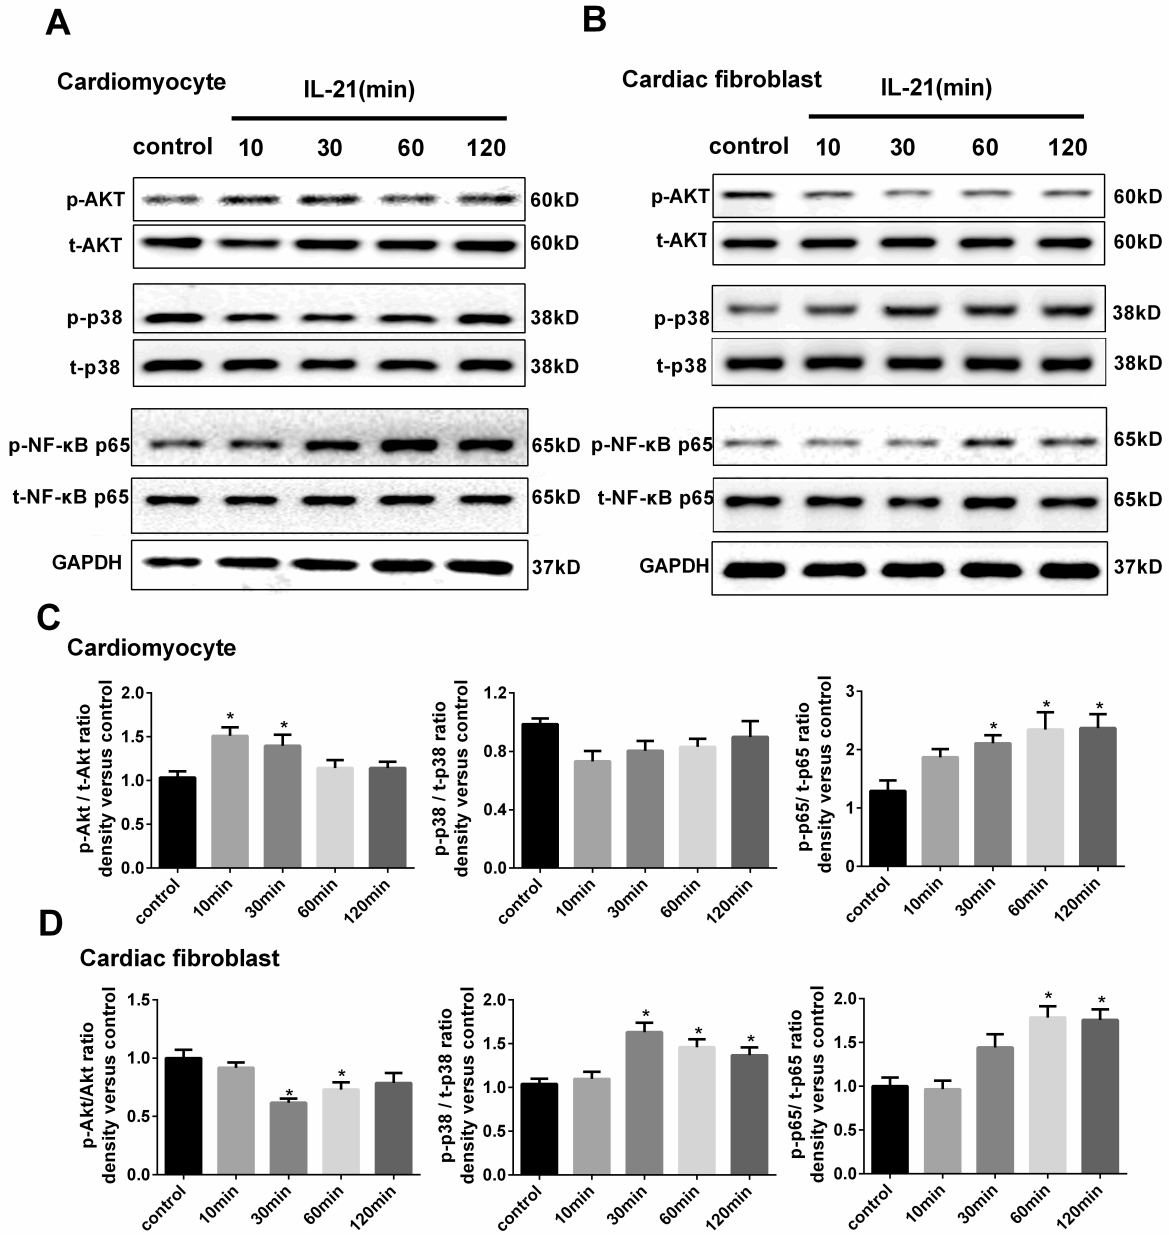 A
Cardiomyocyte
IL-21(min)
control 10 30 60 120
p-AKT 60kD
t-AKT 60kD
p-p38 38kD
t-p38 38kD
p-NF-κB p65 65kD
t-NF-κB p65 65kD
GAPDH 37kD
B
Cardiac fibroblast
IL-21(min)
control 10 30 60 120
p-AKT 60kD
t-AKT 60kD
p-p38 38kD
t-p38 38kD
p-NF-κB p65 65kD
t-NF-κB p65 65kD
GAPDH 37kD
C
Cardiomyocyte
p-Akt / t-Akt ratio
density versus control
2.0
1.5
1.0
0.5
0.0
* *
control 10min 30min 60min 120min
p-p38 / t-p38 ratio
density versus control
1.2
0.8
0.4
0.0
control 10min 30min 60min 120min
p-p65/ t-p65 ratio
density versus control
3
2
1
0
* * *
control 10min 30min 60min 120min
D
Cardiac fibroblast
p-Akt/Akt ratio
density versus control
1.5
1.0
0.5
0.0
* *
control 10min 30min 60min 120min
p-p38 / t-p38 ratio
density versus control
2.0
1.5
1.0
0.5
0.0
* * *
control 10min 30min 60min 120min
p-p65/ t-p65 ratio
density versus control
2.0
1.5
1.0
0.5
0.0
* *
control 10min 30min 60min 120min